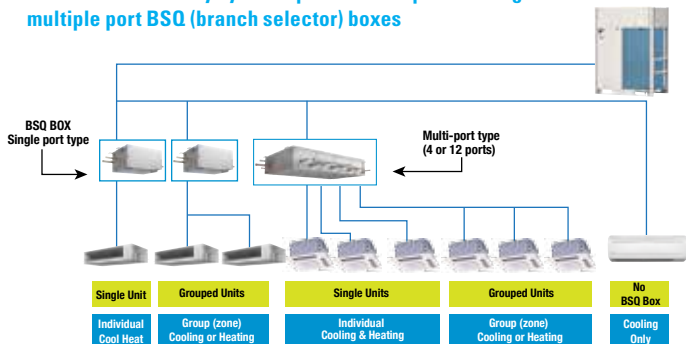 multiple port BSQ (branch selector) boxes
BSQ BOX
Single port type
Multi-port type
(4 or 12 ports)
Single Unit
Grouped Units
Single Units
Grouped Units
No
BSQ Box
Individual
Cool Heat
Group (zone)
Cooling or Heating
Individual
Cooling & Heating
Group (zone)
Cooling or Heating
Cooling
Only